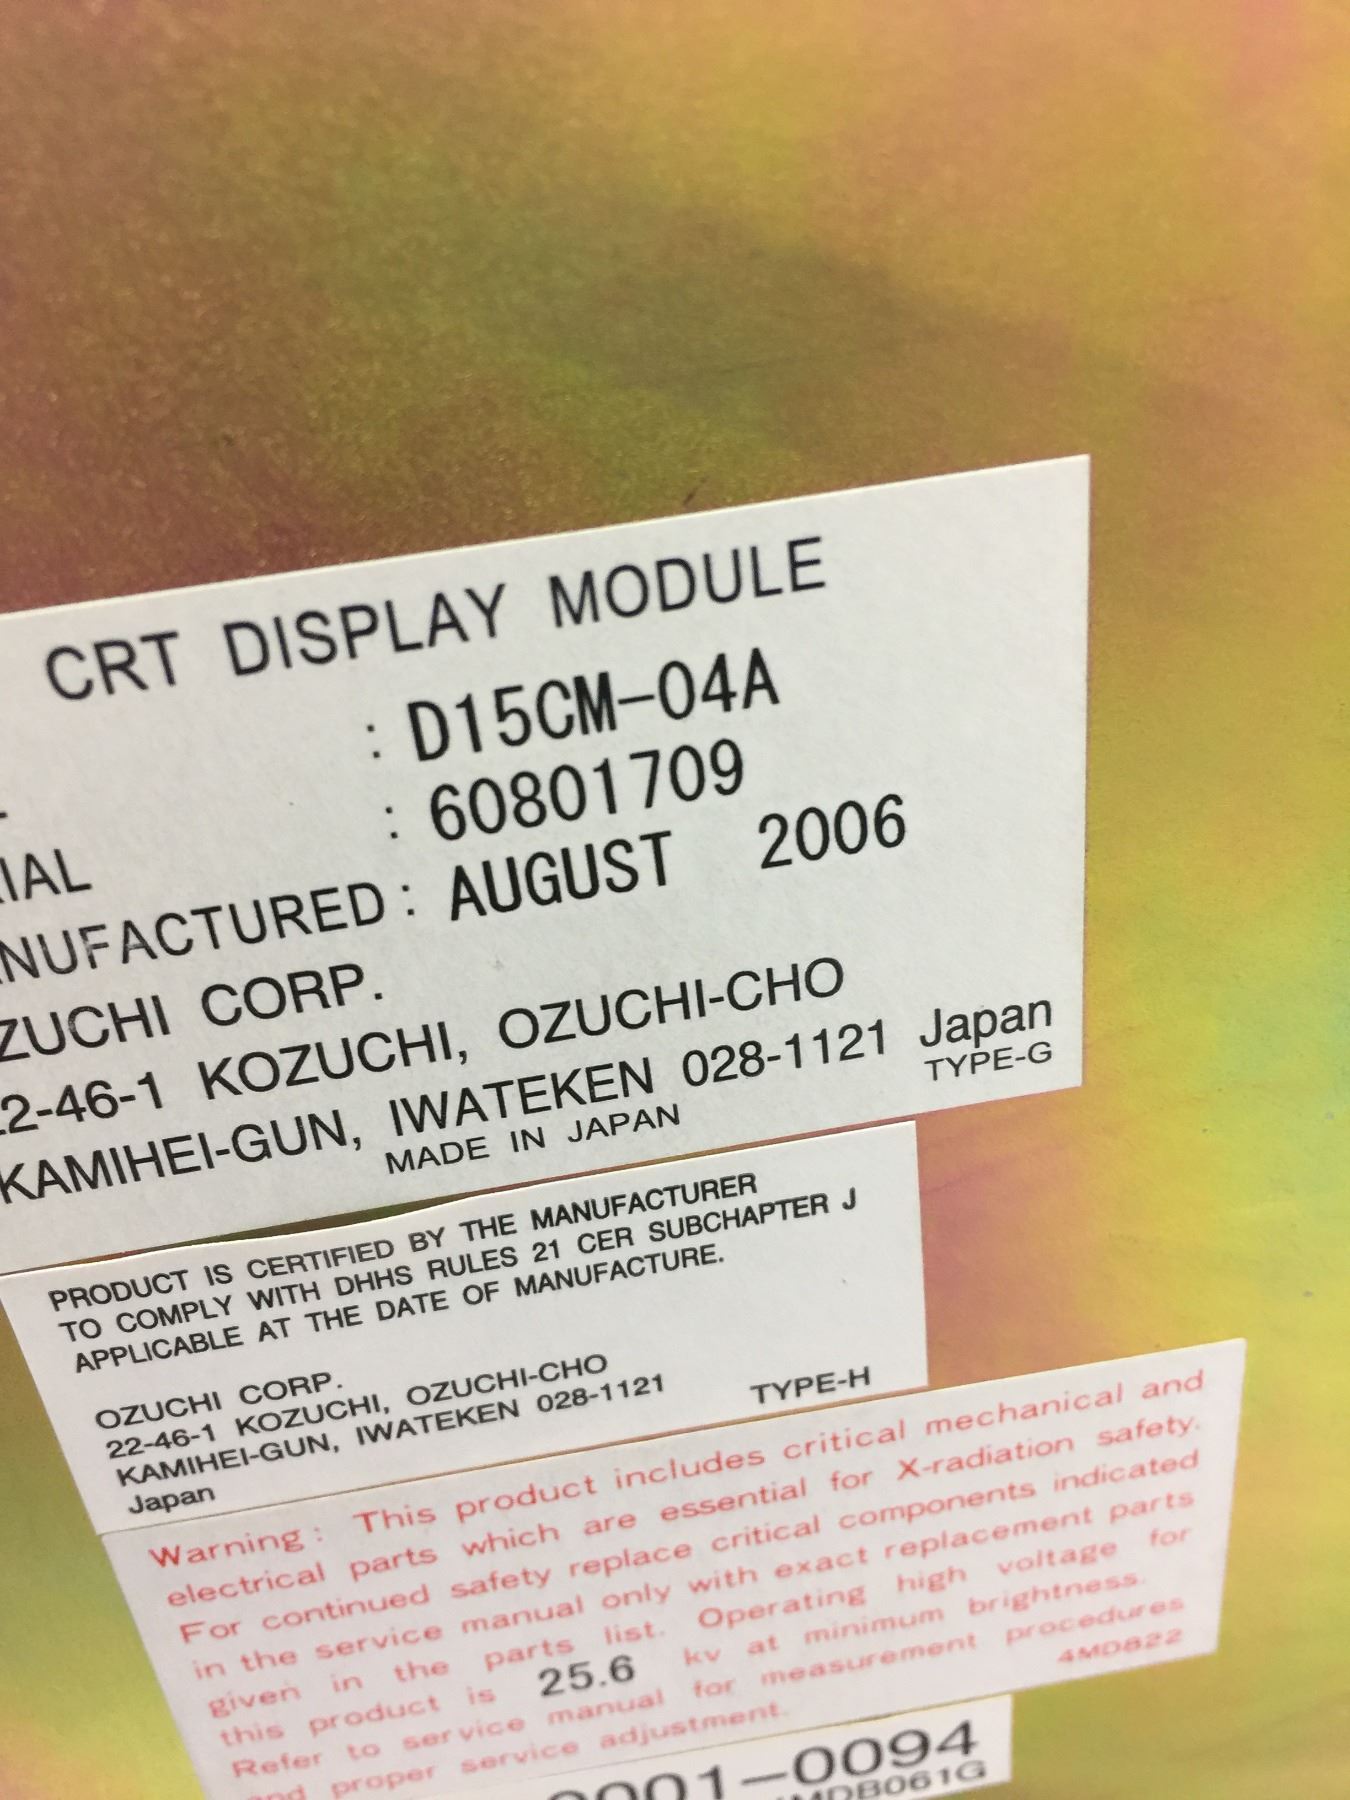 CRT DISPLAY MODULE
: D15CM-04A
IAL : 60801709
NUFACTURED : AUGUST 2006
ZUCHI CORP.
2-46-1 KOZUCHI, OZUCHI-CHO
KAMIHEI-GUN, IWATEKEN 028-1121 Japan
MADE IN JAPAN TYPE-G
PRODUCT IS CERTIFIED BY THE MANUFACTURER
TO COMPLY WITH DHHS RULES 21 CER SUBCHAPTER J
APPLICABLE AT THE DATE OF MANUFACTURE.
OZUCHI CORP.
22-46-1 KOZUCHI, OZUCHI-CHO
KAMIHEI-GUN, IWATEKEN 028-1121 TYPE-H
Japan
Warning : This product includes critical mechanical and
electrical parts which are essential for X-radiation safety.
For continued safety replace critical components indicated
in the service manual only with exact replacement parts
given in the parts list. Operating high voltage for
this product is 25.6 kv at minimum brightness.
Refer to service manual for measurement procedures
and proper service adjustment. 4MDB22
0001-0094
MDB061G